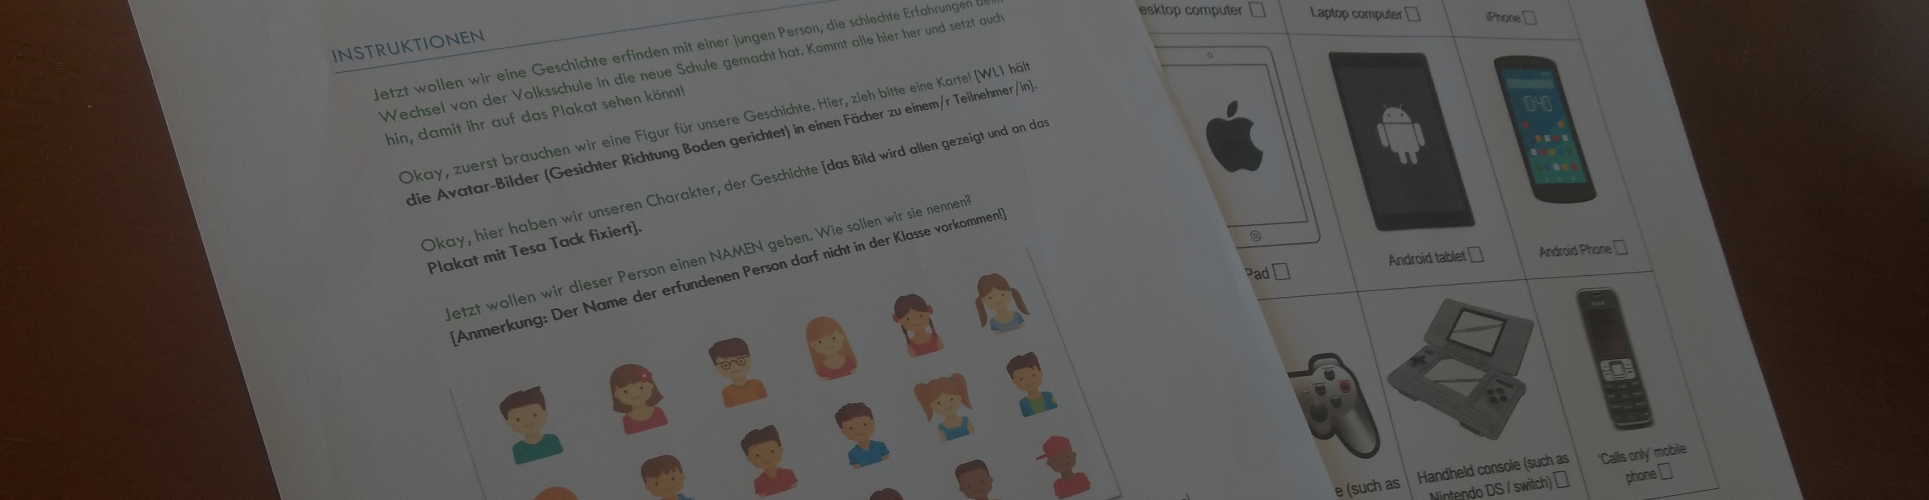 INSTRUKTIONEN
Jetzt wollen wir eine Geschichte erfinden mit einer jungen Person, die schlechte Erfahrungen beim
Wechsel von der Volksschule in die neue Schule gemacht hat. Kommt alle hier her und setzt auch
hin, damit ihr auf das Plakat sehen könnt!
Okay, zuerst brauchen wir eine Figur für unsere Geschichte. Hier, zieh bitte eine Karte! [WL1 hält
die Avatar-Bilder (Gesichter Richtung Boden gerichtet) in einen Fächer zu einem/r Teilnehmer/in].
Okay, hier haben wir unseren Charakter, der Geschichte [das Bild wird allen gezeigt und an das
Plakat mit Tesa Tack fixiert].
Jetzt wollen wir dieser Person einen NAMEN geben. Wie sollen wir sie nennen?
[Anmerkung: Der Name der erfundenen Person darf nicht in der Klasse vorkommen!]
esktop computer
Laptop computer
iPhone
Pad
Android tablet
Android Phone
e (such as
Handheld console (such as
Nintendo DS / switch)
'Calls only' mobile
phone